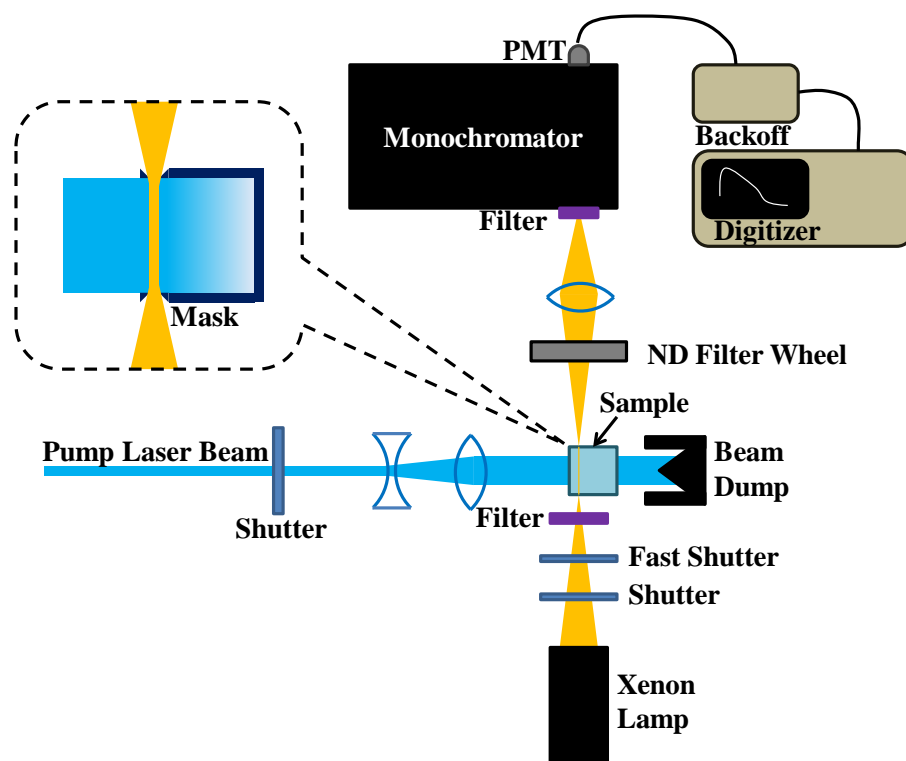 PMT
Monochromator
Backoff
Digitizer
Filter
Mask
ND Filter Wheel
Sample
Pump Laser Beam
Shutter
Beam
Dump
Filter
Fast Shutter
Shutter
Xenon
Lamp